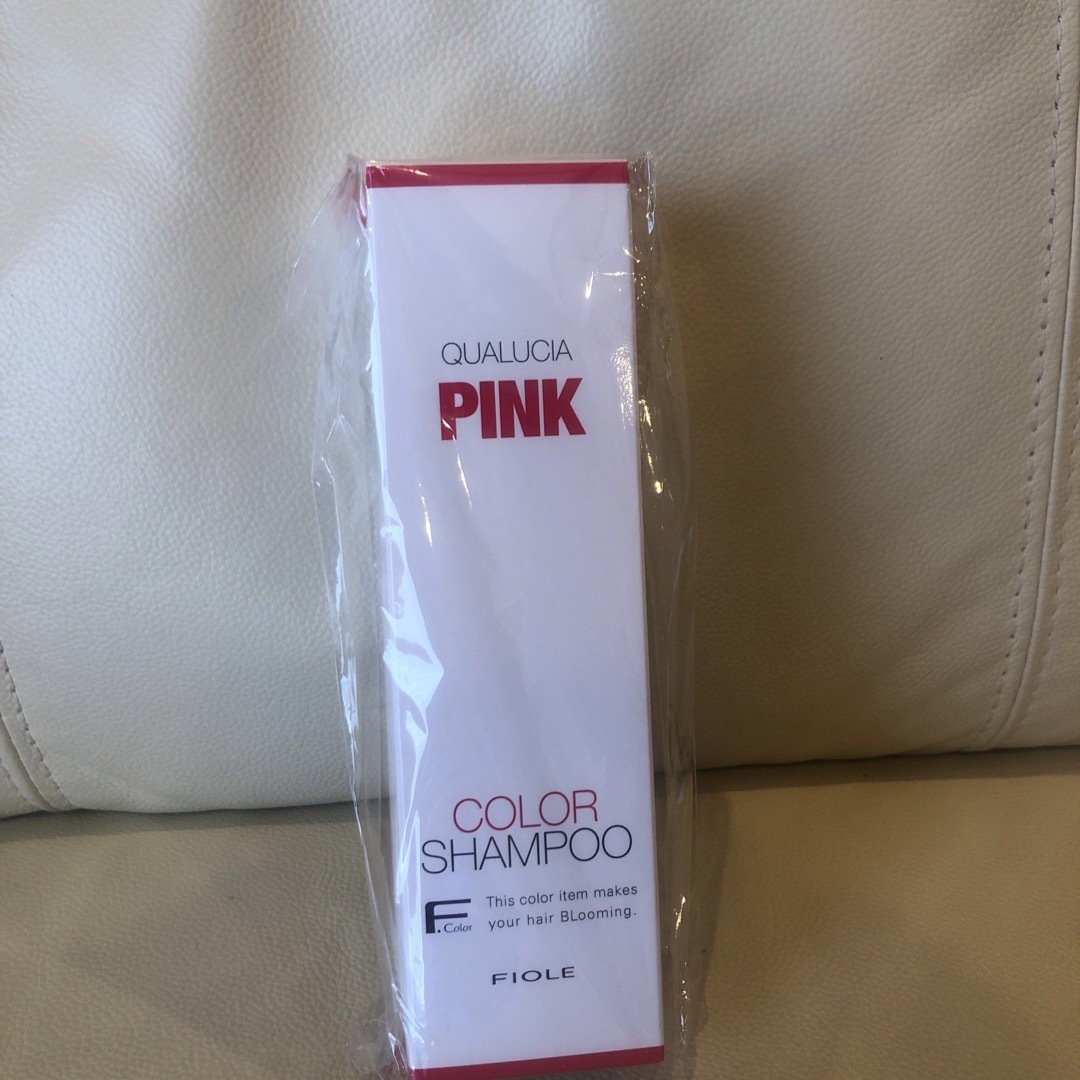 QUALUCIA
PINK
COLOR
SHAMPOO
F.Color
This color item makes
your hair BLooming.
FIOLE